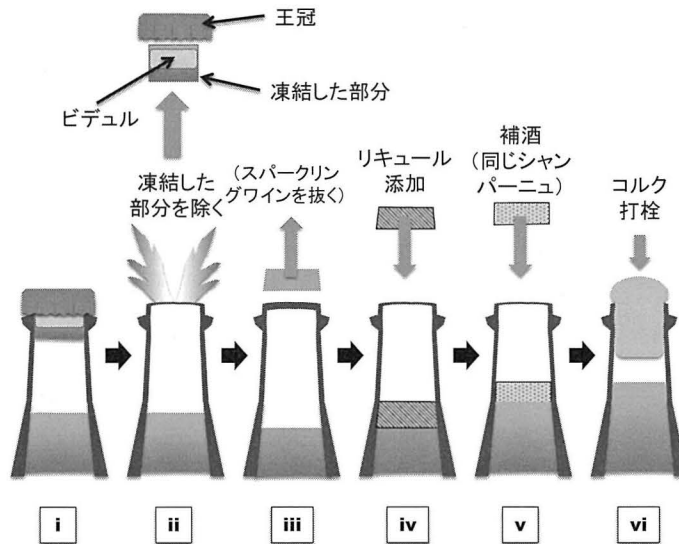 王冠
凍結した部分
ビデュル
凍結した
部分を除く
(スパークリン
グワインを抜く)
リキュール
添加
補酒
(同じシャン
パーニュ)
コルク
打栓
i
ii
iii
iv
v
vi